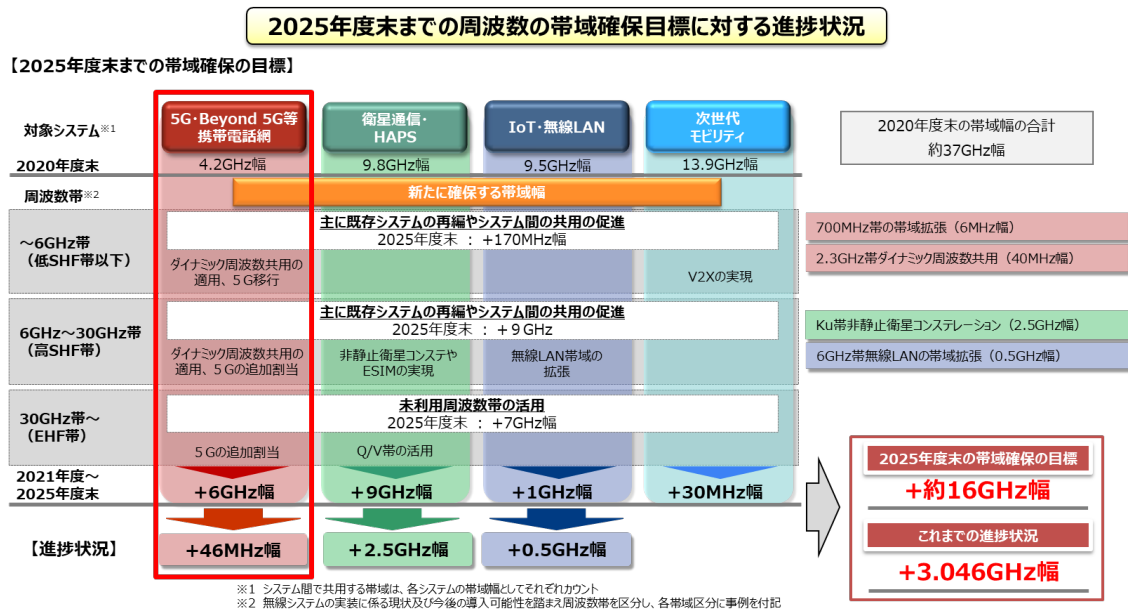 2025年度末までの周波数の帯域確保目標に対する進捗状況
【2025年度末までの帯域確保の目標】
対象システム※1
5G・Beyond 5G等
携帯電話網
衛星通信・
HAPS
IoT・無線LAN
次世代
モビリティ
2020年度末の帯域幅の合計
約37GHz幅
2020年度末
4.2GHz幅
9.8GHz幅
9.5GHz幅
13.9GHz幅
周波数帯※2
新たに確保する帯域幅
～6GHz帯
（低SHF帯以下）
主に既存システムの再編やシステム間の共用の促進
2025年度末 ： +170MHz幅
ダイナミック周波数共用の
適用、５G移行
V2Xの実現
700MHz帯の帯域拡張（6MHz幅）
2.3GHz帯ダイナミック周波数共用（40MHz幅）
6GHz～30GHz帯
（高SHF帯）
主に既存システムの再編やシステム間の共用の促進
2025年度末 ： +９GHz
ダイナミック周波数共用の
適用、５Gの追加割当
非静止衛星コンステや
ESIMの実現
無線LAN帯域の
拡張
Ku帯非静止衛星コンステレーション（2.5GHz幅）
6GHz帯無線LANの帯域拡張（0.5GHz幅）
30GHz帯～
（EHF帯）
未利用周波数帯の活用
2025年度末 ： +7GHz幅
５Gの追加割当
Q/V帯の活用
2021年度～
2025年度末
+6GHz幅
+9GHz幅
+1GHz幅
+30MHz幅
【進捗状況】
+46MHz幅
+2.5GHz幅
+0.5GHz幅
2025年度末の帯域確保の目標
+約16GHz幅
これまでの進捗状況
+3.046GHz幅
※1 システム間で共用する帯域は、各システムの帯域幅としてそれぞれカウント
※2 無線システムの実装に係る現状及び今後の導入可能性を踏まえ周波数帯を区分し、各帯域区分に事例を付記